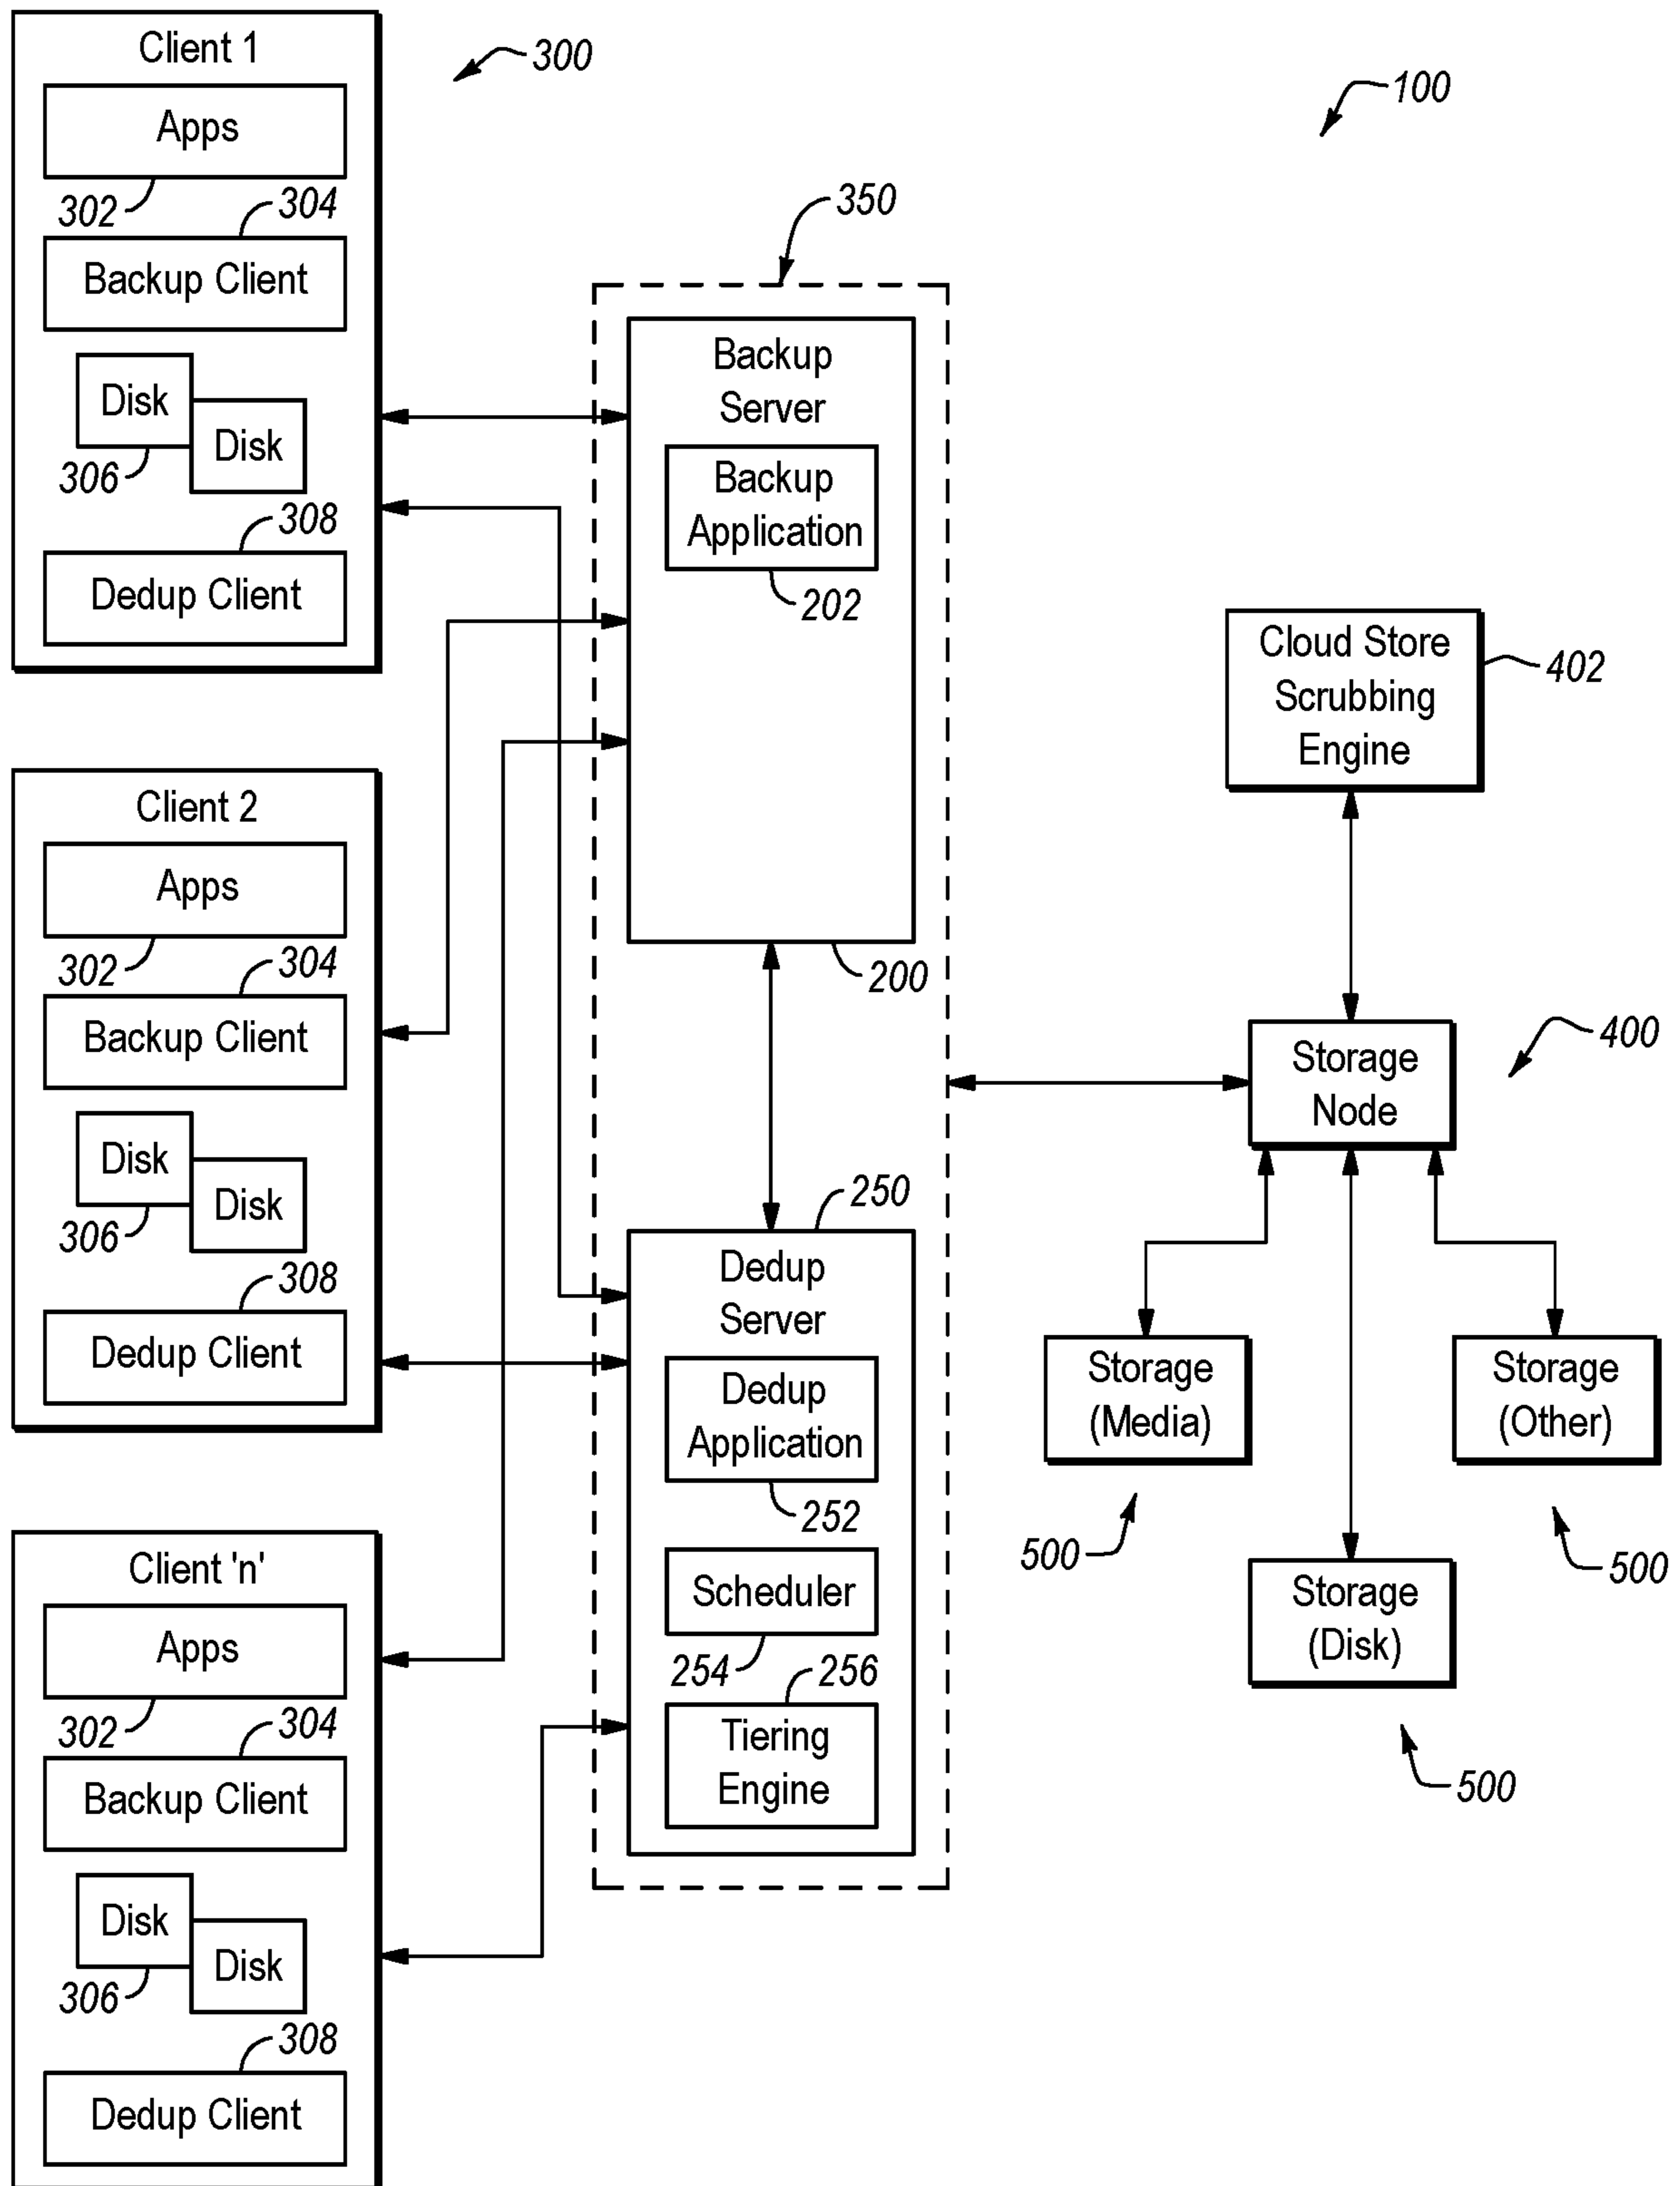 Client 1
300
Apps
302
304
Backup Client
Disk
Disk
306
308
Dedup Client
Client 2
Apps
302
304
Backup Client
Disk
Disk
306
308
Dedup Client
Client 'n'
Apps
302
304
Backup Client
Disk
Disk
306
308
Dedup Client
350
Backup
Server
Backup
Application
202
200
250
Dedup
Server
Dedup
Application
252
Scheduler
254
256
Tiering
Engine
100
Cloud Store
Scrubbing
Engine
402
Storage
Node
400
Storage
(Media)
500
Storage
(Disk)
500
Storage
(Other)
500